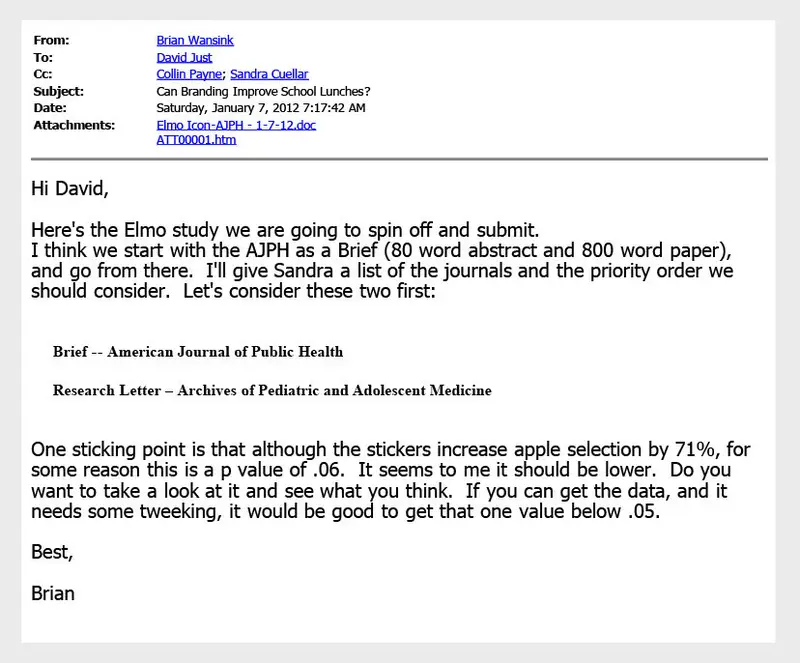 From: Brian Wansink
To: David Just
Cc: Collin Payne; Sandra Cuellar
Subject: Can Branding Improve School Lunches?
Date: Saturday, January 7, 2012 7:17:42 AM
Attachments: Elmo Icon-AJPH - 1-7-12.doc
ATT00001.htm
Hi David,
Here's the Elmo study we are going to spin off and submit.
I think we start with the AJPH as a Brief (80 word abstract and 800 word paper),
and go from there.  I'll give Sandra a list of the journals and the priority order we
should consider.  Let's consider these two first:
Brief -- American Journal of Public Health
Research Letter – Archives of Pediatric and Adolescent Medicine
One sticking point is that although the stickers increase apple selection by 71%, for
some reason this is a p value of .06.  It seems to me it should be lower.  Do you
want to take a look at it and see what you think.  If you can get the data, and it
needs some tweeking, it would be good to get that one value below .05.
Best,
Brian